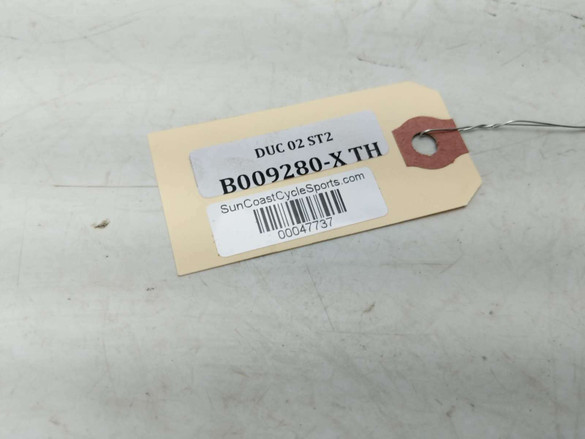 DUC 02 ST2
B009280-X TH
SunCoastCycleSports.com
00047737